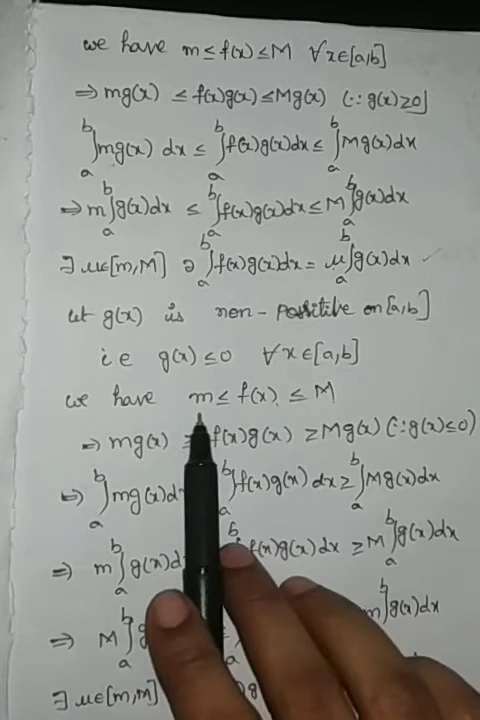 we have m ≤ f(x) ≤ M ∀x∈[a,b]
⇒ mg(x) ≤ f(x)g(x) ≤ Mg(x) (∵ g(x) ≥ 0)
∫_a^b mg(x) dx ≤ ∫_a^b f(x)g(x)dx ≤ ∫_a^b Mg(x)dx
⇒ m∫_a^b g(x)dx ≤ ∫_a^b f(x)g(x)dx ≤ M∫_a^b g(x)dx
∃ μ∈[m,M] ∋ ∫_a^b f(x)g(x)dx = μ∫_a^b g(x)dx ✓
let g(x) is non-positive on [a,b]
i e g(x) ≤ 0 ∀x∈[a,b]
we have m ≤ f(x) ≤ M
⇒ mg(x) ≥ f(x)g(x) ≥ Mg(x) (∵ g(x) ≤ 0)
⇒ ∫_a^b mg(x)d ∫_a^b f(x)g(x)dx ≥ ∫_a^b Mg(x)dx
⇒ m∫_a^b g(x)d f(x)g(x)dx ≥ M∫_a^b g(x)dx
⇒ M∫_a^b g m∫^b g(x)dx
∃ μ∈[m,M]